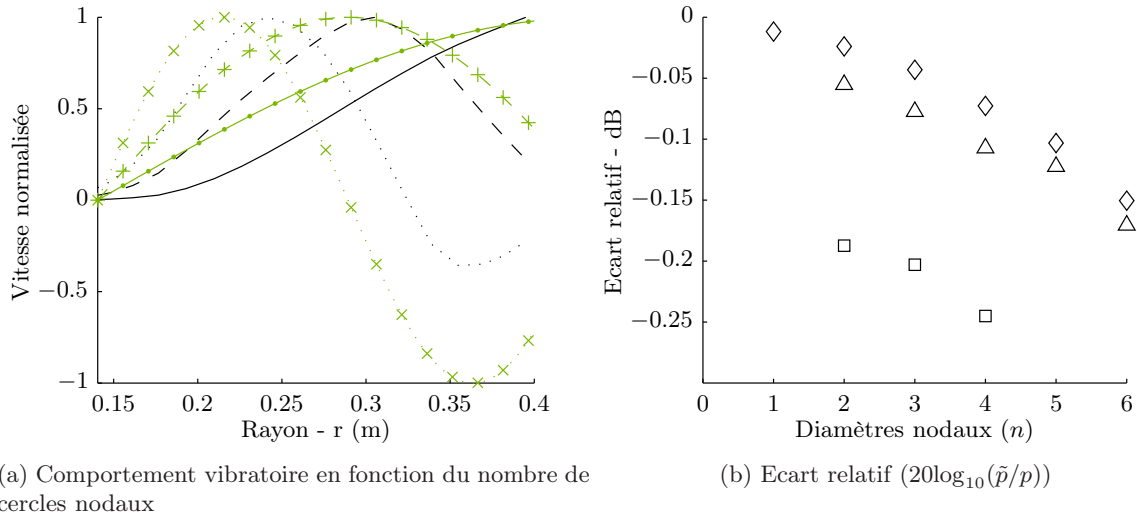 1
0.5
0
−0.5
−1
Vitesse normalisée
0.15 0.2 0.25 0.3 0.35 0.4
Rayon - r (m)
(a) Comportement vibratoire en fonction du nombre de
cercles nodaux
0
−0.05
−0.1
−0.15
−0.2
−0.25
Ecart relatif - dB
0 1 2 3 4 5 6
Diamètres nodaux (n)
(b) Ecart relatif (20log₁₀(p̃/p))